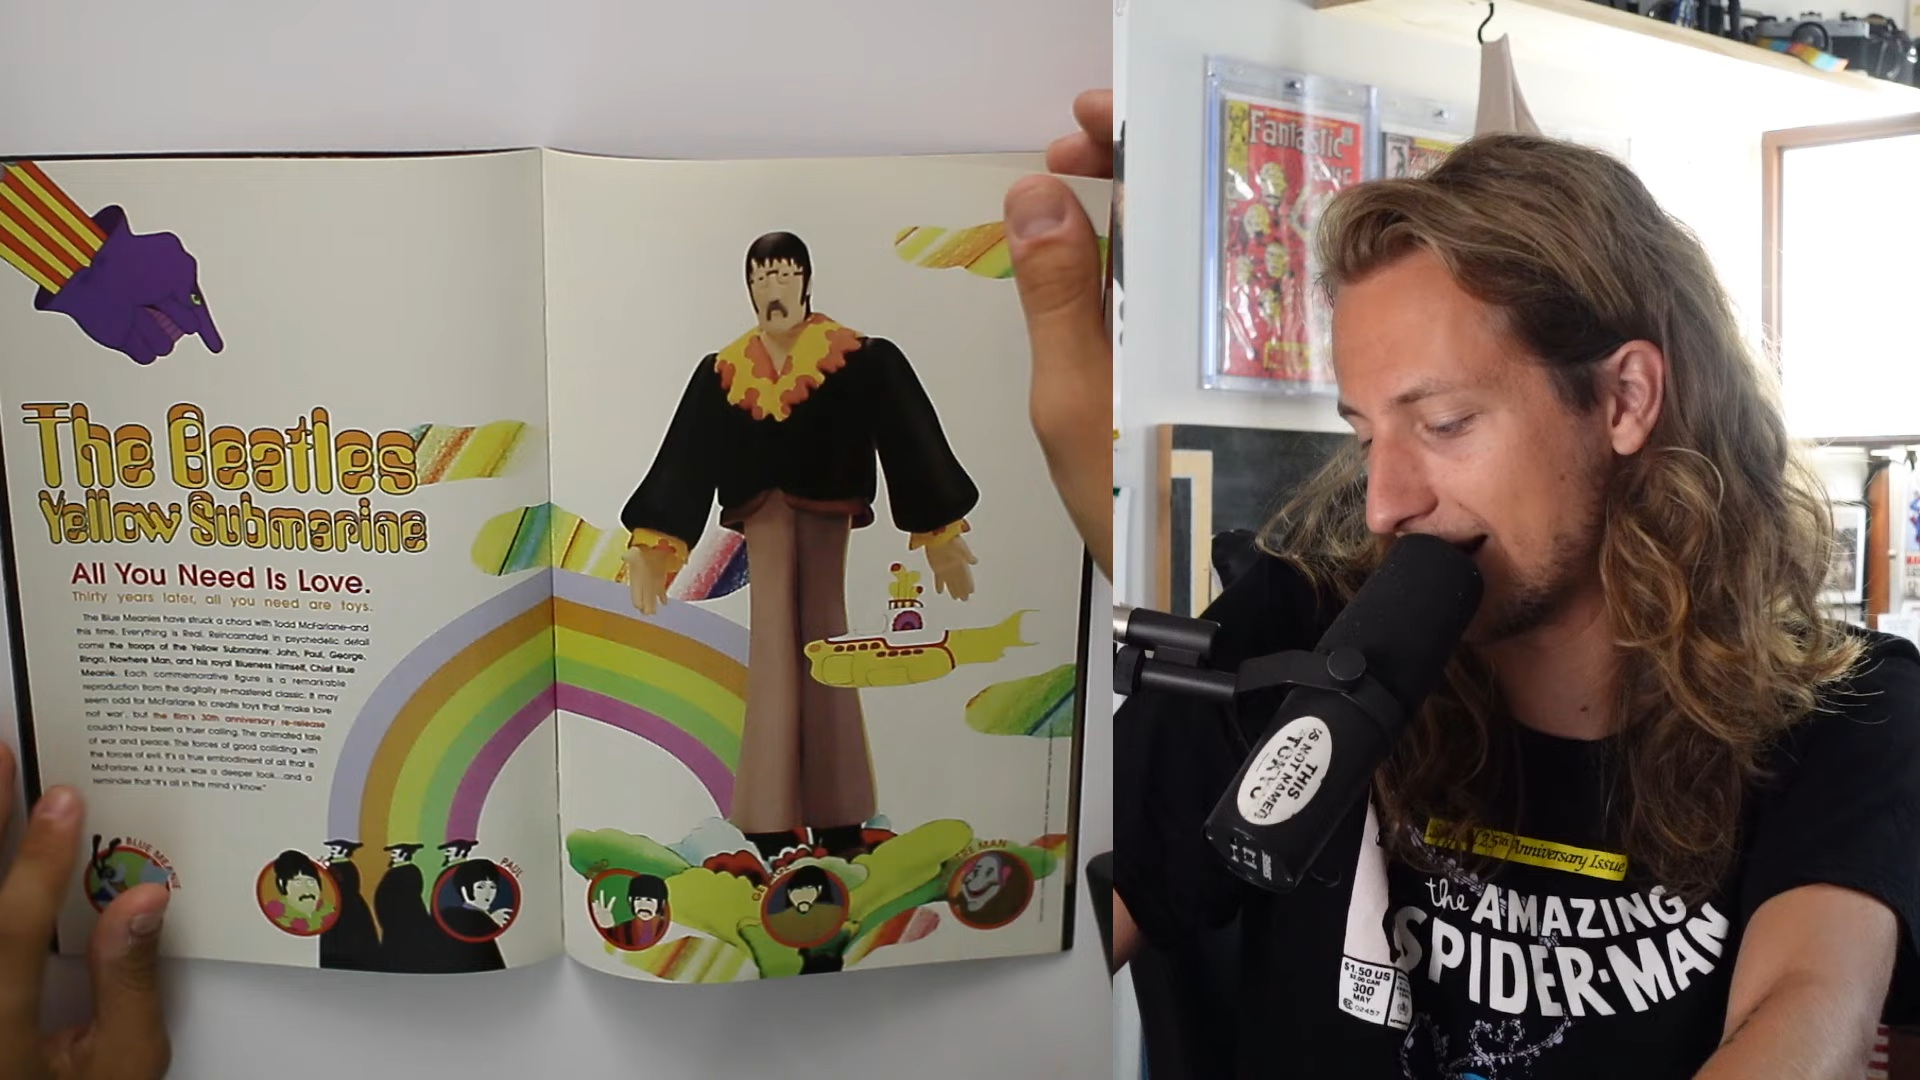 The Beatles
Yellow Submarine
All You Need Is Love.
Thirty years later, all you need are toys.
The Blue Meanies have struck a chord with Todd McFarlane–and
this time, Everything is Real. Reincarnated in psychedelic detail
come the troops of the Yellow Submarine: John, Paul, George,
Ringo, Nowhere Man, and his royal Blueness himself, Chief Blue
Meanie. Each commemorative figure is a remarkable
reproduction from the digitally re-mastered classic. It may
seem odd for McFarlane to create toys that 'make love
not war', but the film's 30th anniversary re-release
couldn't have been a truer calling. The animated tale
of war and peace. The forces of good colliding with
the forces of evil. It's a true embodiment of all that is
McFarlane. All it took was a deeper look...and a
reminder that "It's all in the mind y'know."
BLUE MEANIE
PAUL
MAN
Fantastic
THIS
IS NOT NAMED
TOKYO
25th Anniversary Issue
the AMAZING
SPIDER-MAN
$1.50 US
300
MAY
02457